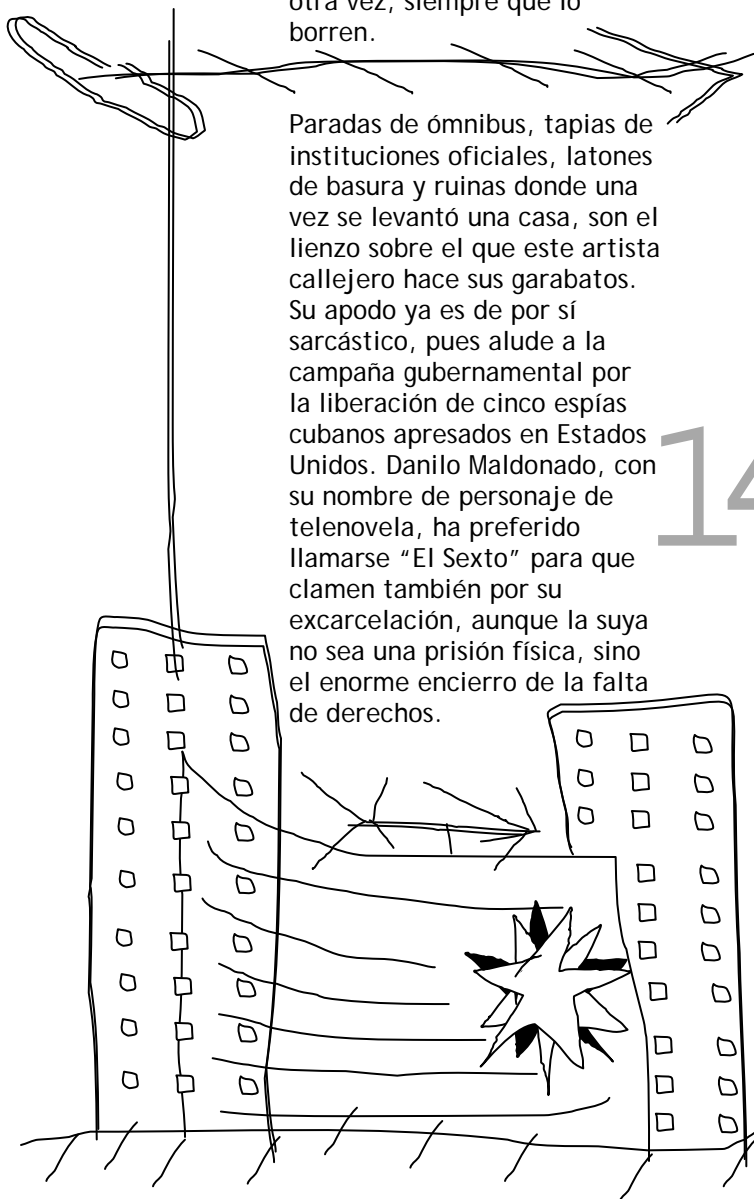 otra vez, siempre que lo
borren.
Paradas de ómnibus, tapias de
instituciones oficiales, latones
de basura y ruinas donde una
vez se levantó una casa, son el
lienzo sobre el que este artista
callejero hace sus garabatos.
Su apodo ya es de por sí
sarcástico, pues alude a la
campaña gubernamental por
la liberación de cinco espías
cubanos apresados en Estados
Unidos. Danilo Maldonado, con
su nombre de personaje de
telenovela, ha preferido
llamarse “El Sexto” para que
clamen también por su
excarcelación, aunque la suya
no sea una prisión física, sino
el enorme encierro de la falta
de derechos.
14